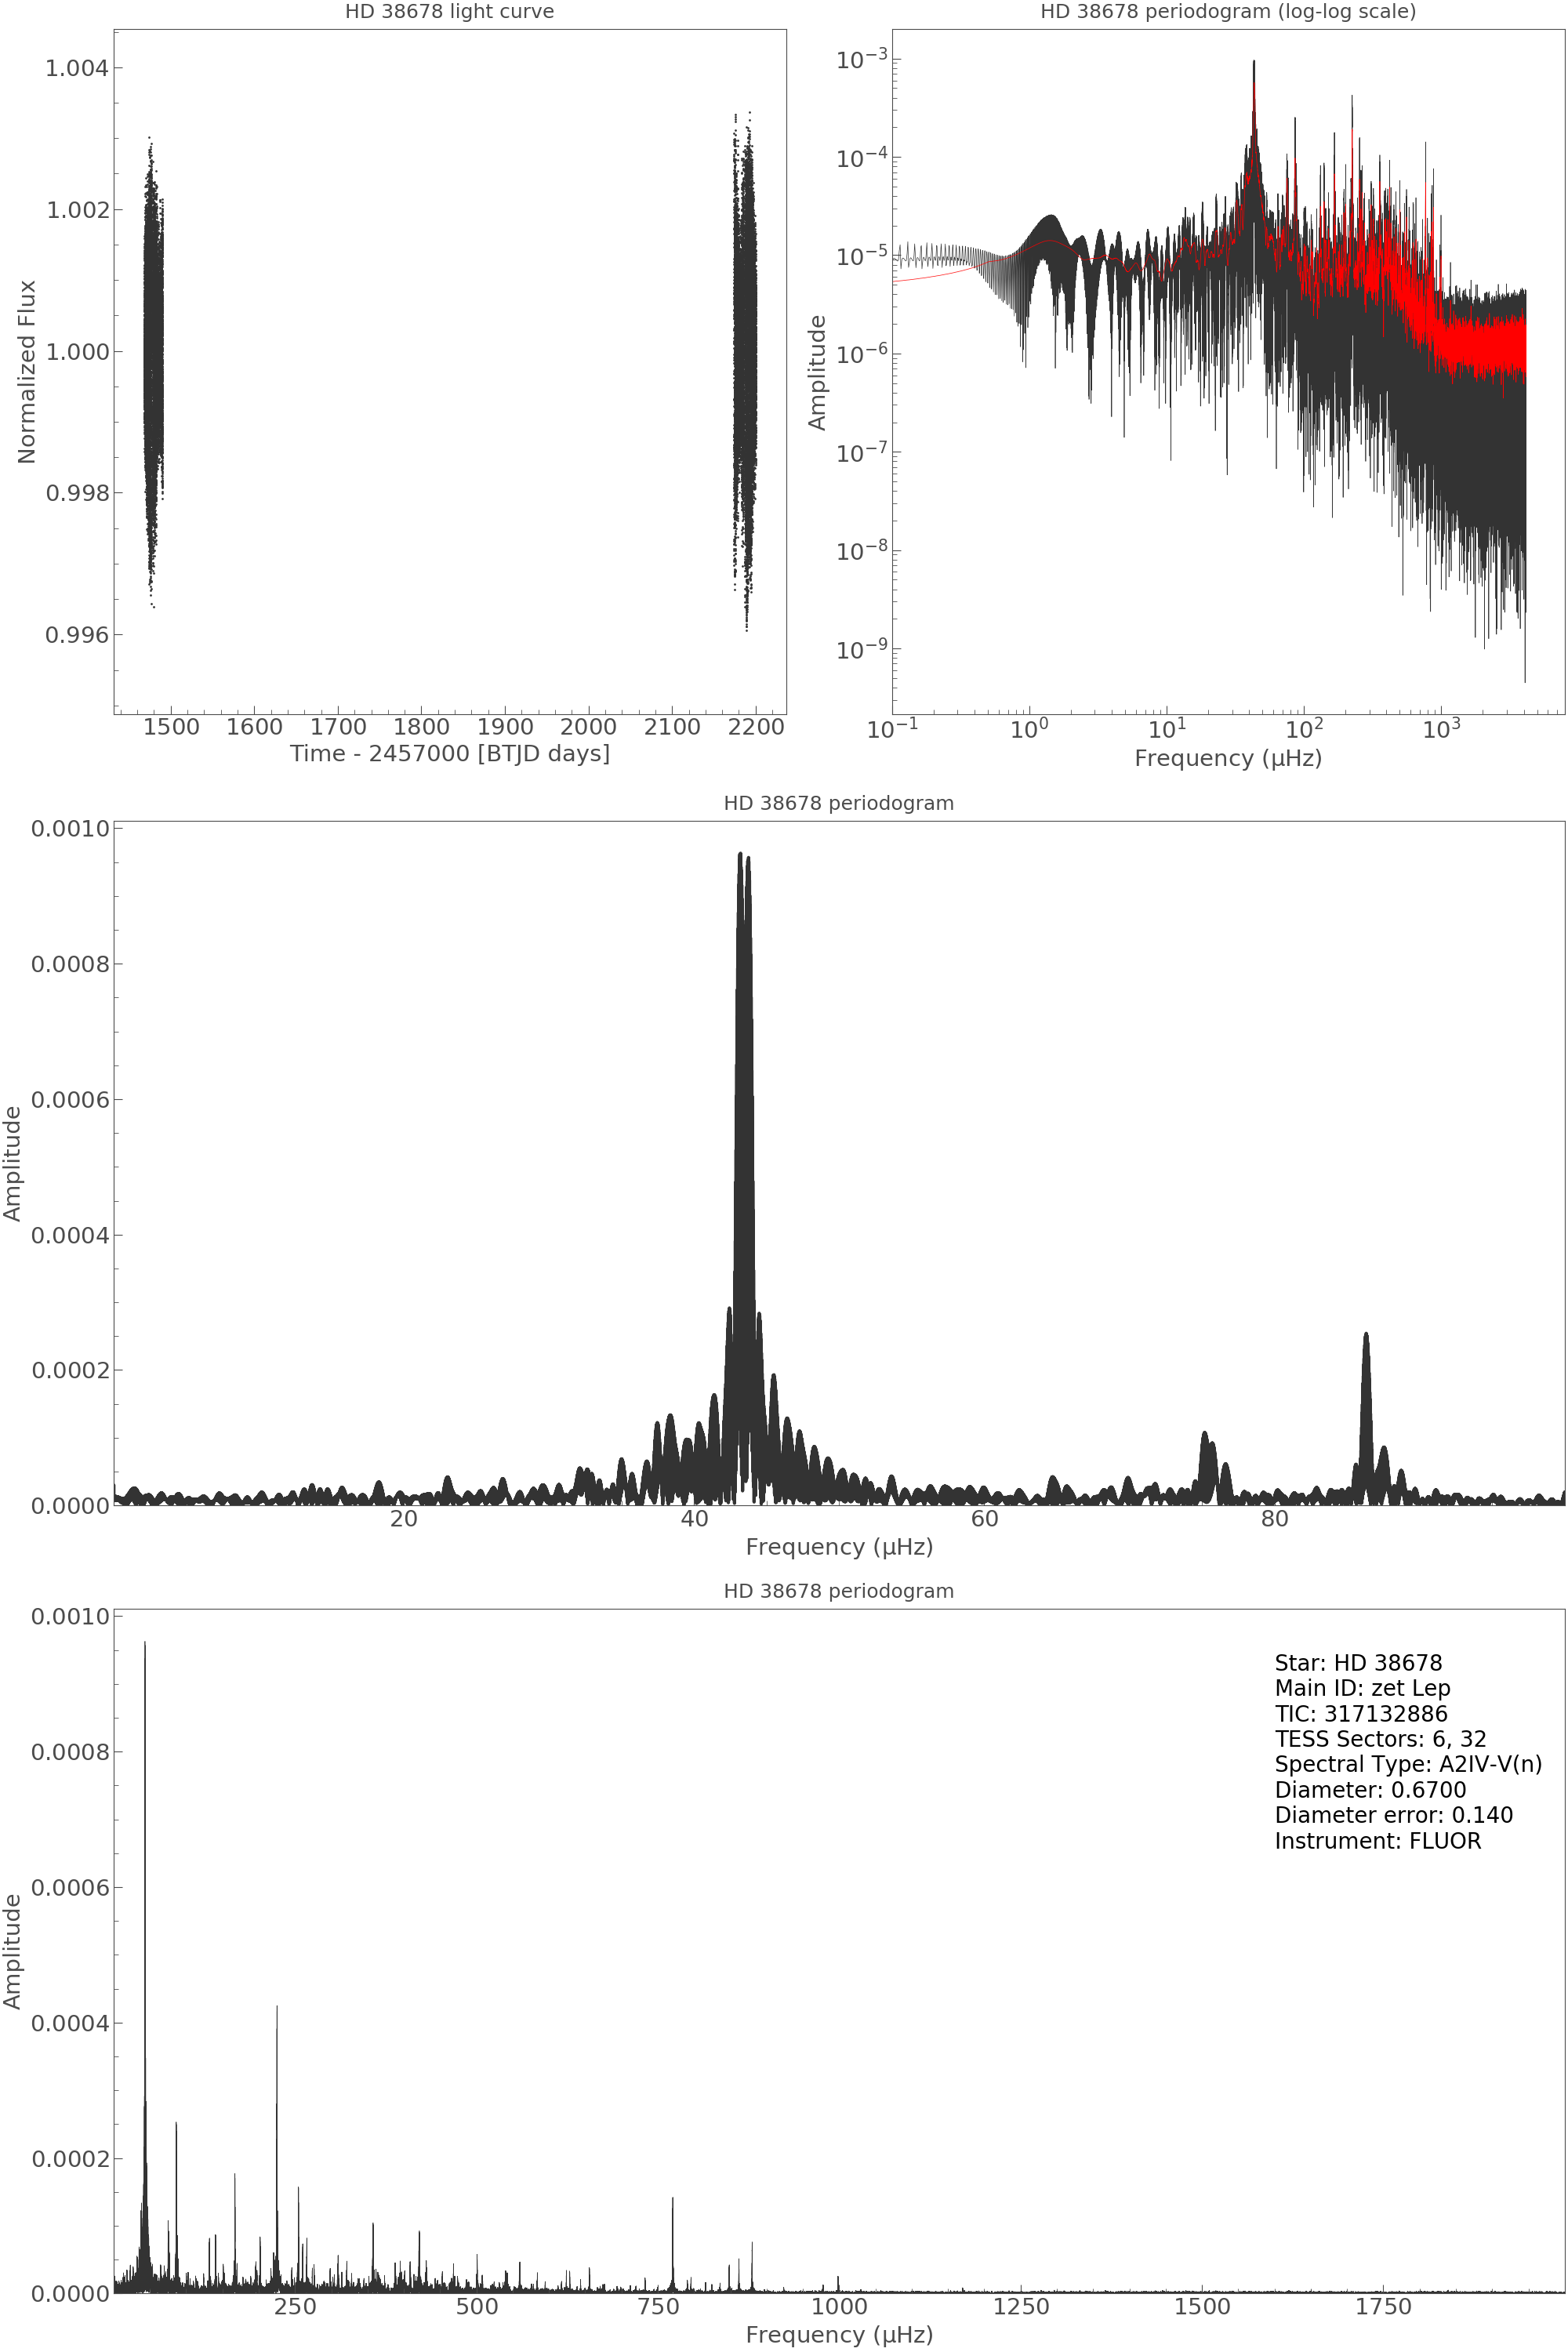 HD 38678 light curve
1.004
1.002
1.000
0.998
0.996
Normalized Flux
1500 1600 1700 1800 1900 2000 2100 2200
Time - 2457000 [BTJD days]
HD 38678 periodogram (log-log scale)
10⁻³
10⁻⁴
10⁻⁵
10⁻⁶
10⁻⁷
10⁻⁸
10⁻⁹
Amplitude
10⁻¹ 10⁰ 10¹ 10² 10³
Frequency (µHz)
HD 38678 periodogram
0.0010
0.0008
0.0006
0.0004
0.0002
0.0000
Amplitude
20 40 60 80
Frequency (µHz)
HD 38678 periodogram
0.0010
0.0008
0.0006
0.0004
0.0002
0.0000
Amplitude
Star: HD 38678
Main ID: zet Lep
TIC: 317132886
TESS Sectors: 6, 32
Spectral Type: A2IV-V(n)
Diameter: 0.6700
Diameter error: 0.140
Instrument: FLUOR
250 500 750 1000 1250 1500 1750
Frequency (µHz)